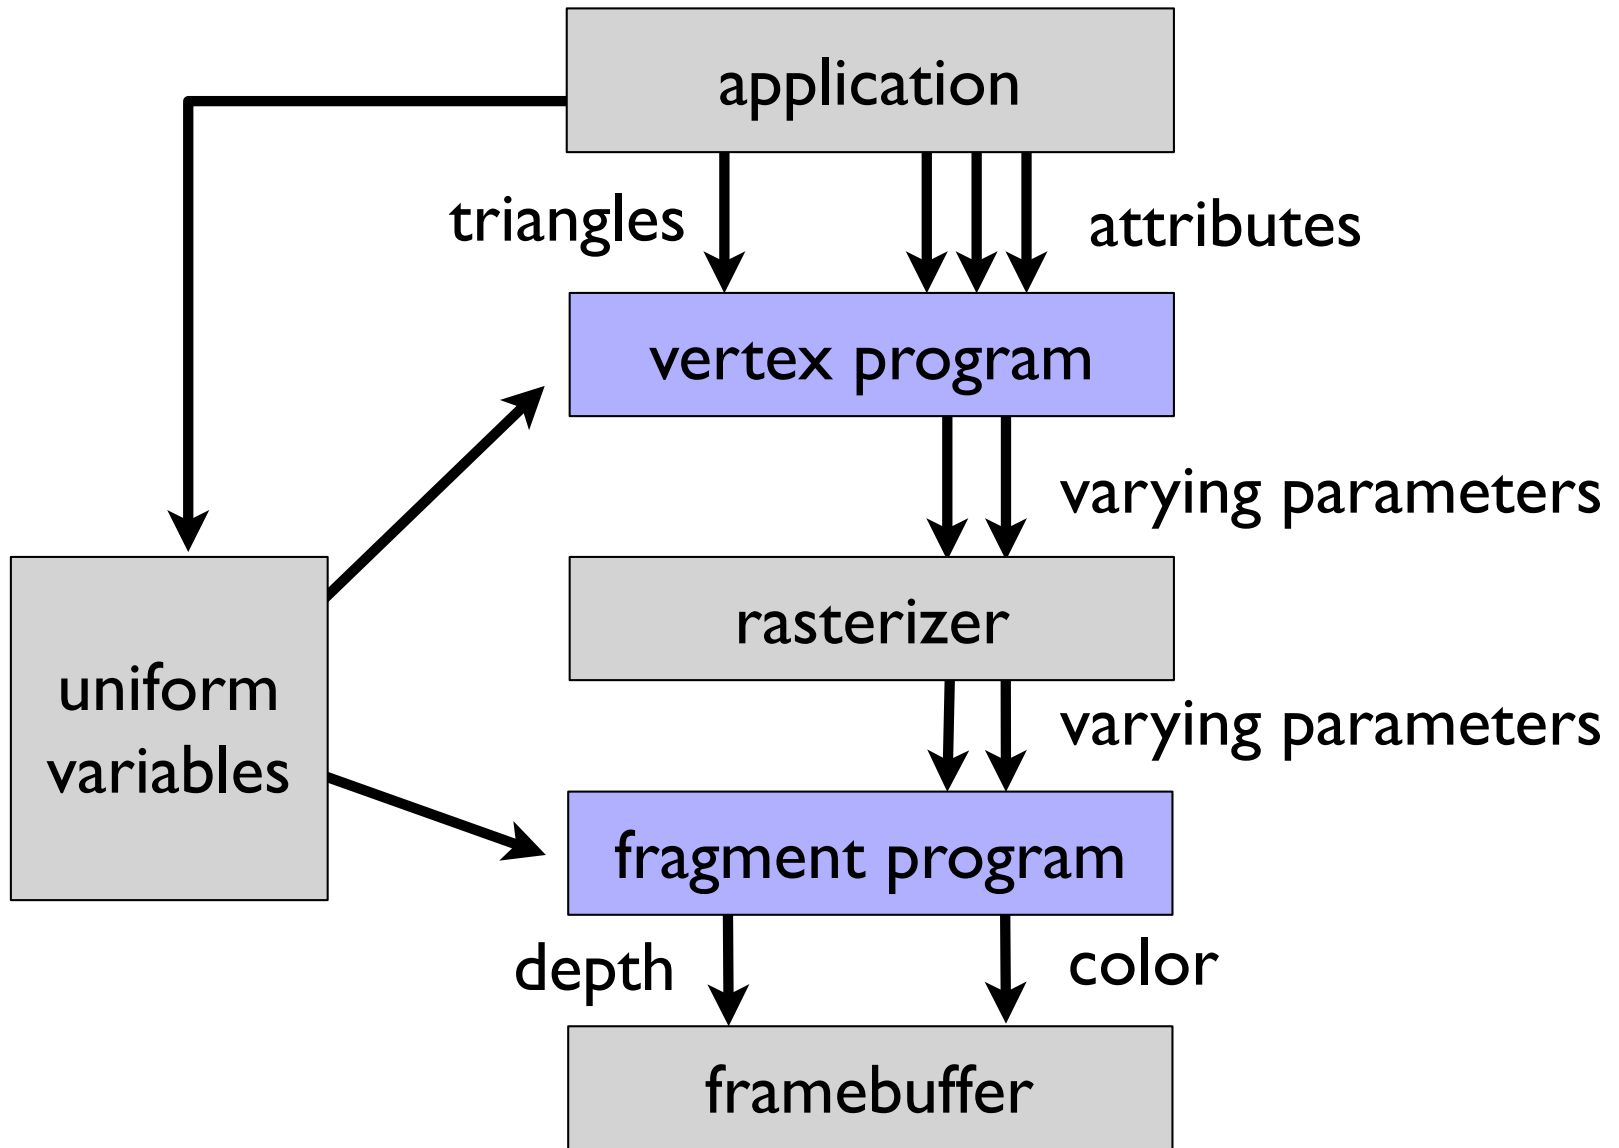 application
triangles
attributes
vertex program
varying parameters
rasterizer
uniform
variables
varying parameters
fragment program
depth
color
framebuffer